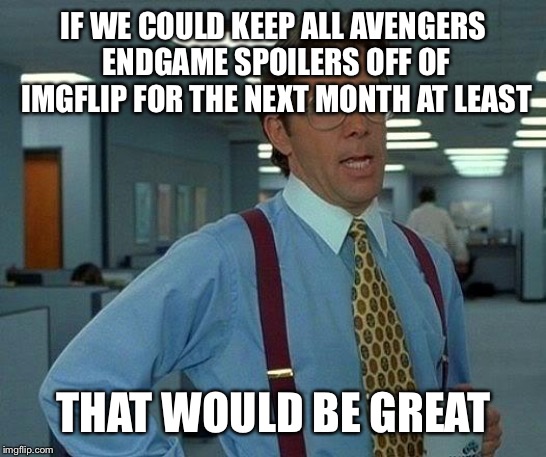 IF WE COULD KEEP ALL AVENGERS
ENDGAME SPOILERS OFF OF
IMGFLIP FOR THE NEXT MONTH AT LEAST
THAT WOULD BE GREAT
imgflip.com